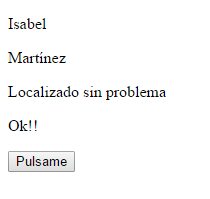 Isabel
Martínez
Localizado sin problema
Ok!!
Pulsame